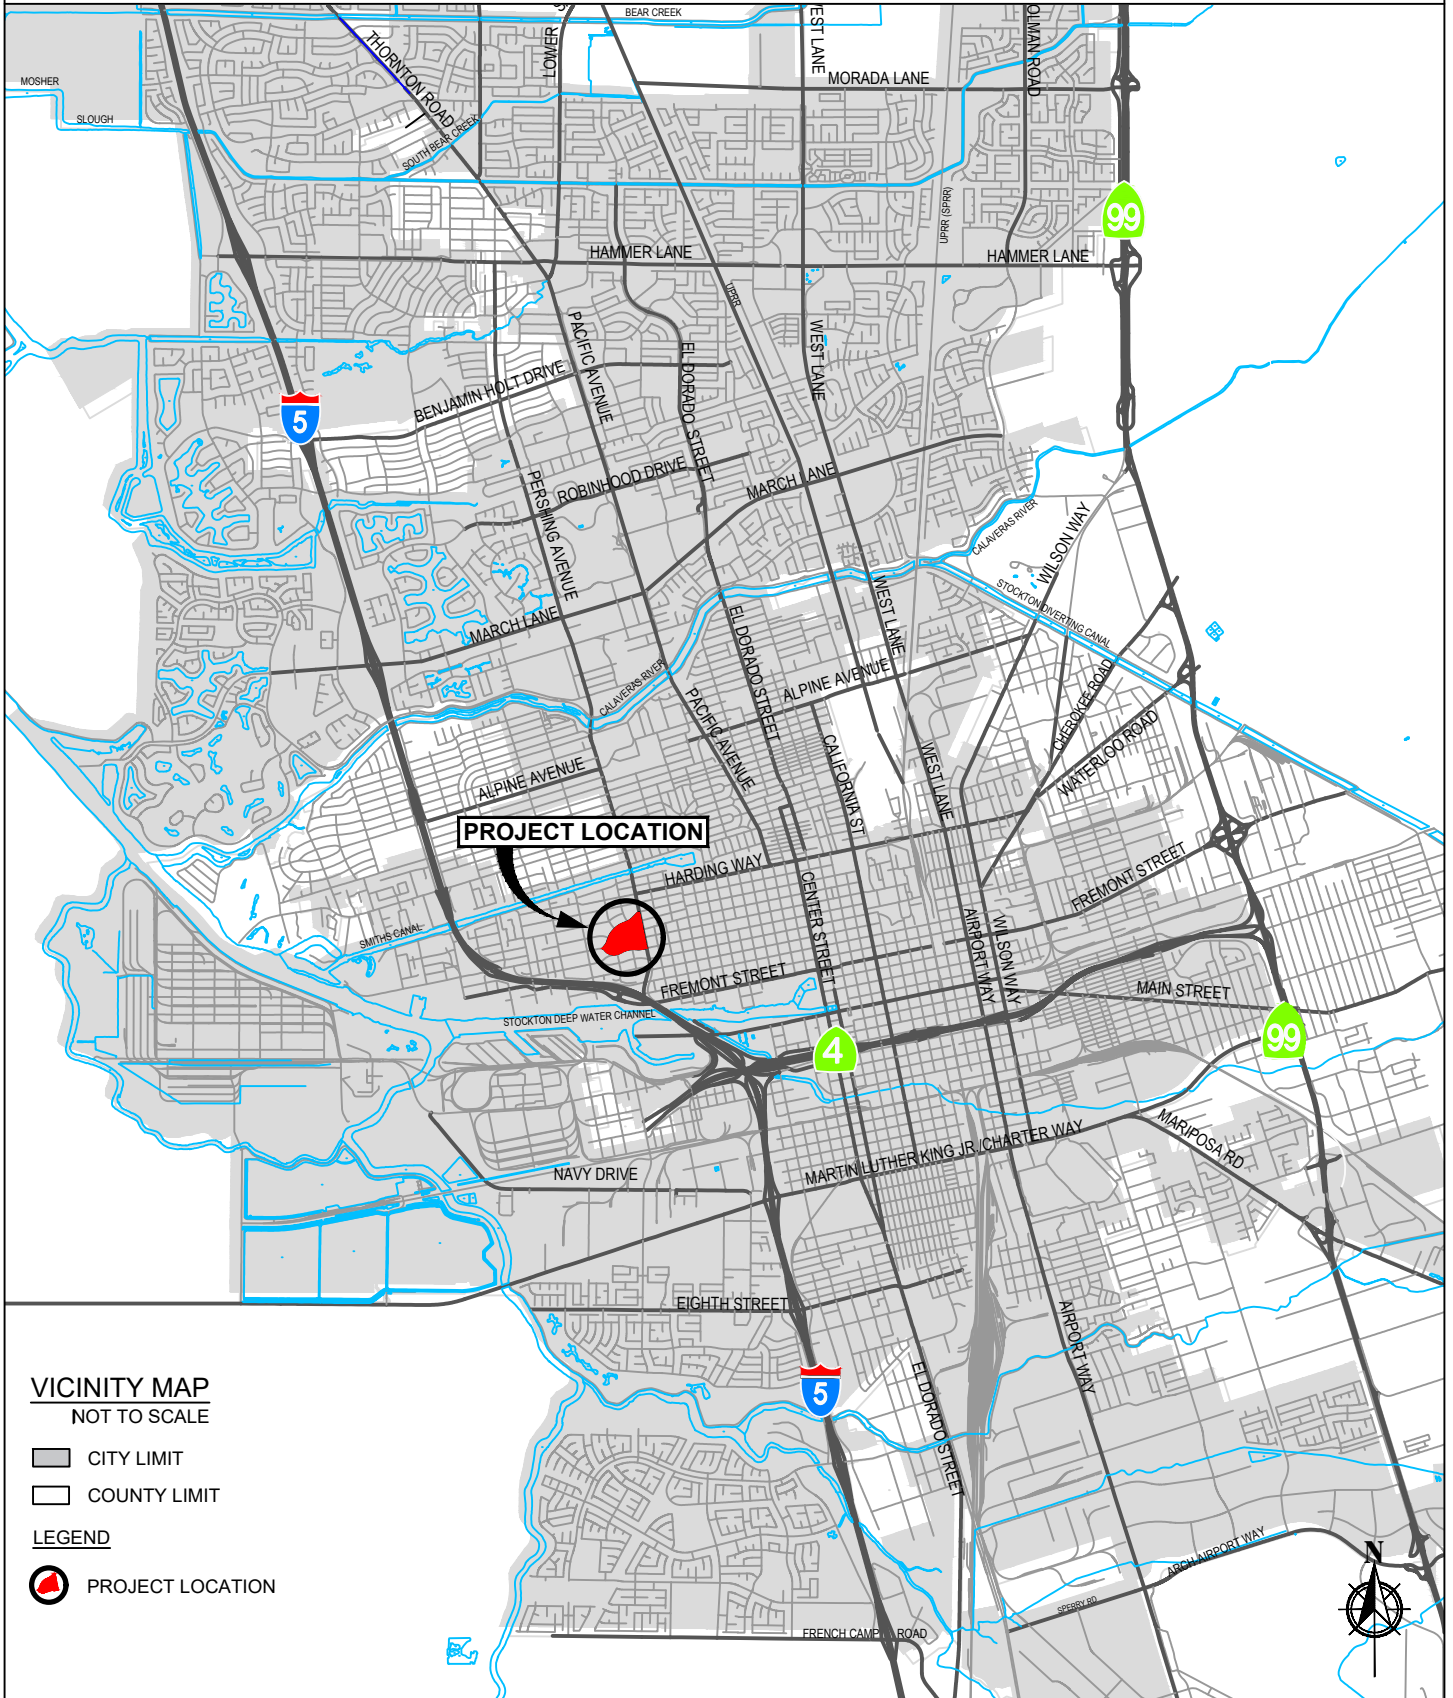 BEAR CREEK
MOSHER
SLOUGH
THORNTON ROAD
LOWER
WEST LANE
OLMAN ROAD
MORADA LANE
SOUTH BEAR CREEK
UPRR (SPRR)
99
HAMMER LANE
HAMMER LANE
UPRR
PACIFIC AVENUE
EL DORADO STREET
WEST LANE
BENJAMIN HOLT DRIVE
5
PERSHING AVENUE
ROBINHOOD DRIVE
MARCH LANE
CALAVERAS RIVER
WILSON WAY
STOCKTON DIVERTING CANAL
MARCH LANE
EL DORADO STREET
WEST LANE
ALPINE AVENUE
CALAVERAS RIVER
PACIFIC AVENUE
CHEROKEE ROAD
WATERLOO ROAD
CALIFORNIA ST
WEST LANE
ALPINE AVENUE
PROJECT LOCATION
HARDING WAY
CENTER STREET
FREMONT STREET
AIRPORT WAY
WILSON WAY
SMITHS CANAL
FREMONT STREET
MAIN STREET
STOCKTON DEEP WATER CHANNEL
4
99
MARIPOSA RD
MARTIN LUTHER KING JR./CHARTER WAY
NAVY DRIVE
EIGHTH STREET
AIRPORT WAY
5
EL DORADO STREET
VICINITY MAP
NOT TO SCALE
CITY LIMIT
COUNTY LIMIT
LEGEND
PROJECT LOCATION
ARCH AIRPORT WAY
SPERRY RD
FRENCH CAMP ROAD
N